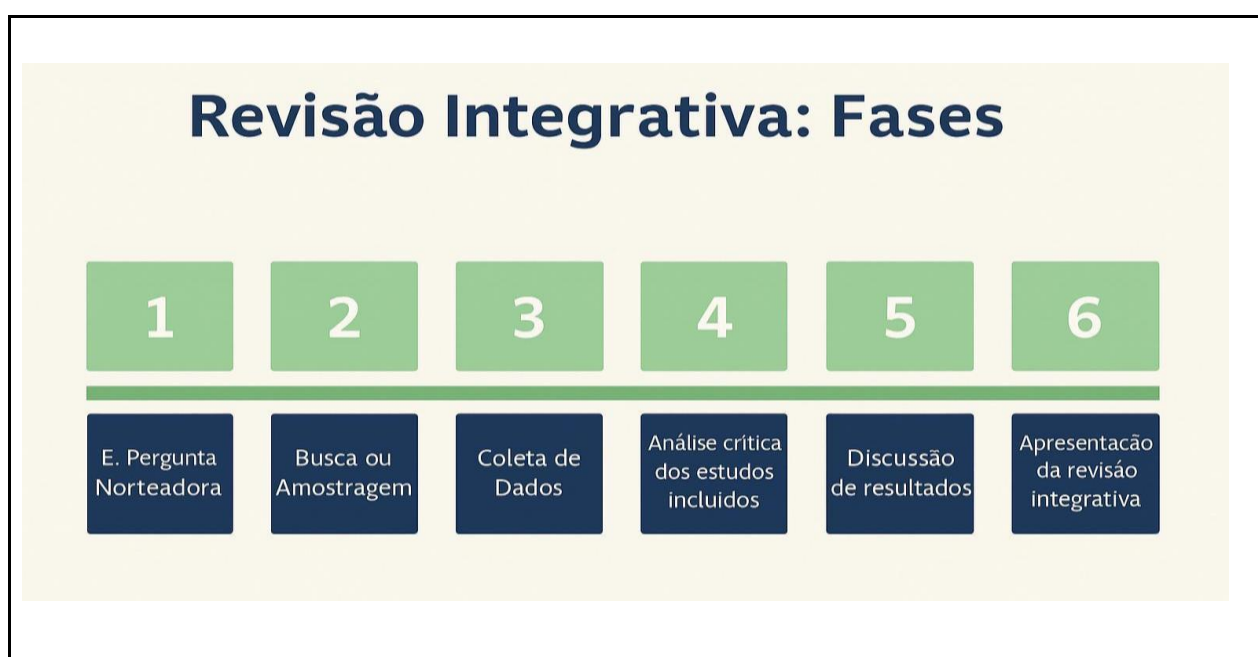 Revisão Integrativa: Fases
1
2
3
4
5
6
E. Pergunta
Norteadora
Busca ou
Amostragem
Coleta de
Dados
Análise crítica
dos estudos
incluidos
Discussão
de resultados
Apresentacão
da revisáo
integrativa